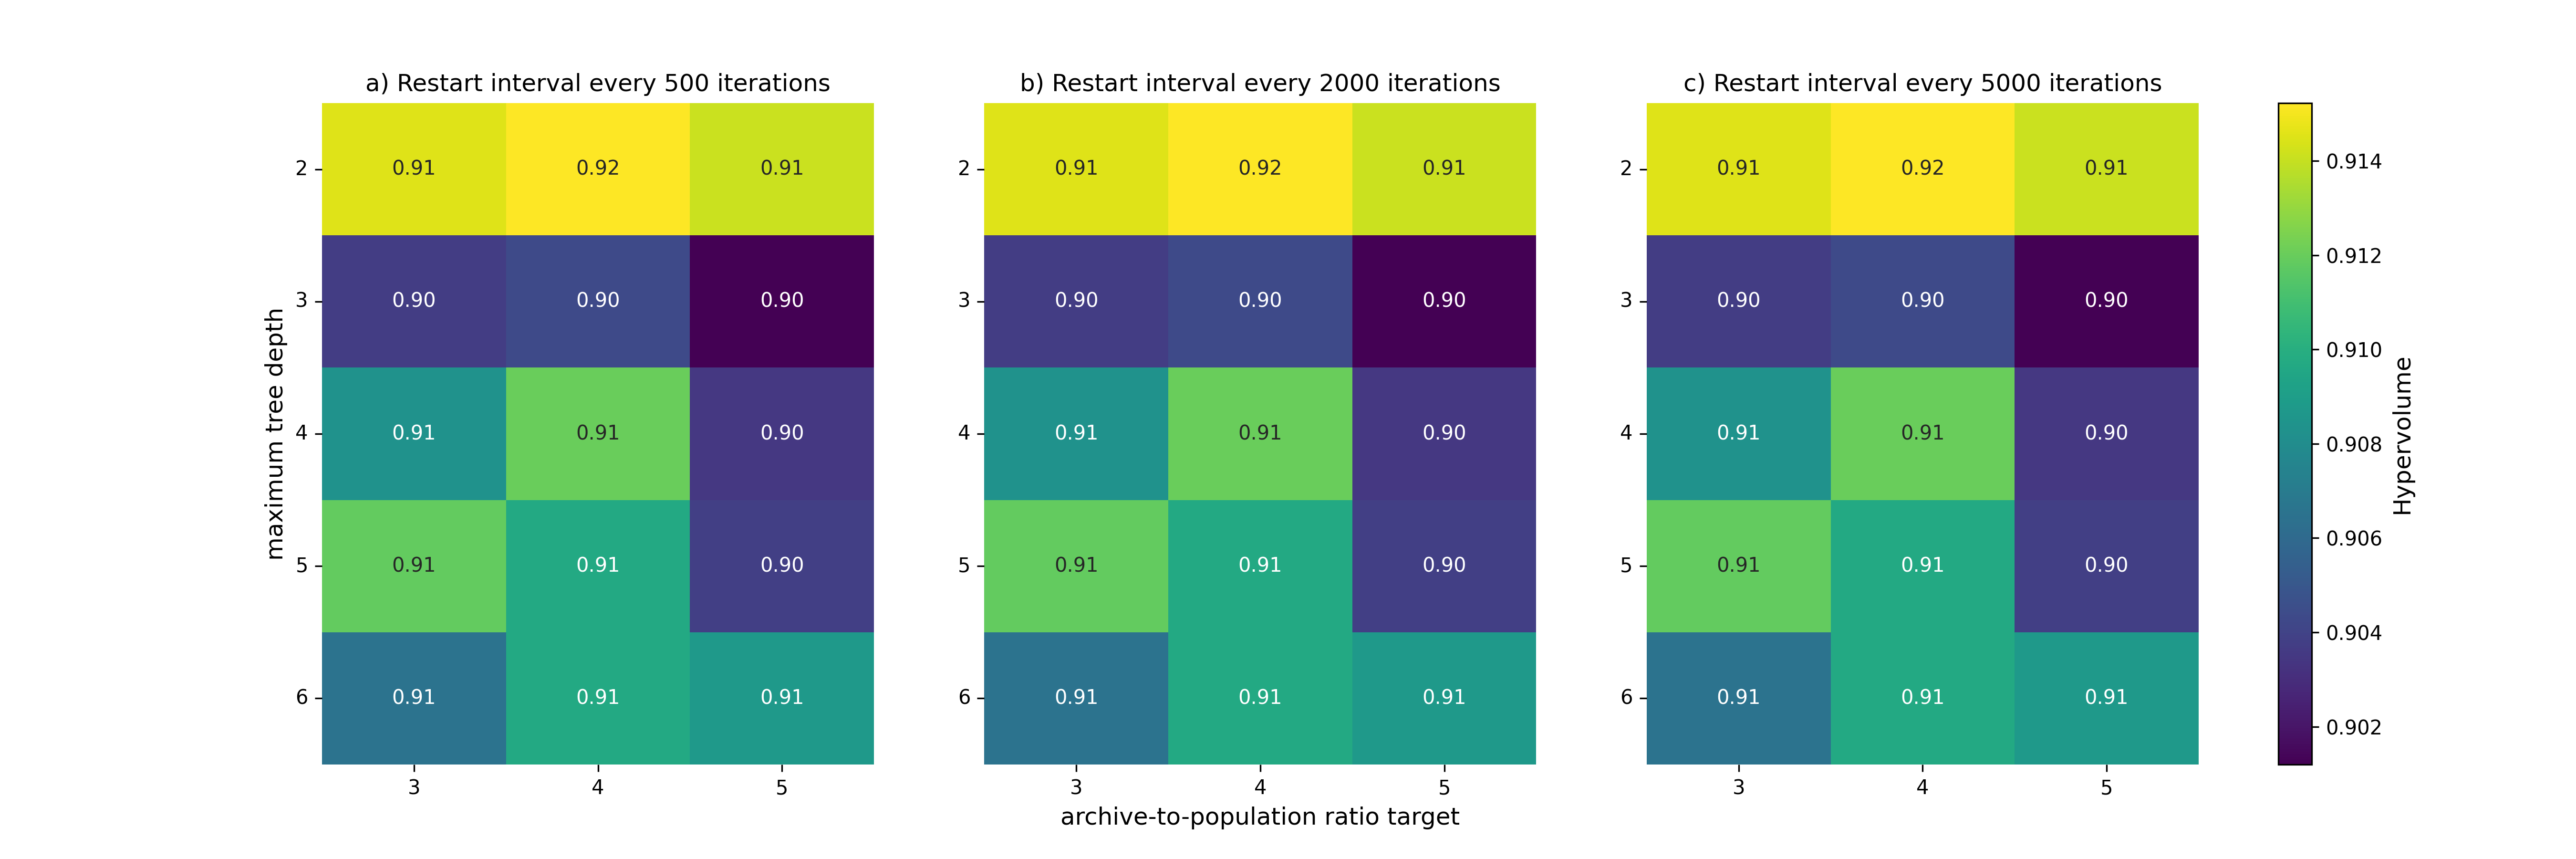 a) Restart interval every 500 iterations
b) Restart interval every 2000 iterations
c) Restart interval every 5000 iterations
maximum tree depth
2
0.91 0.92 0.91
3
0.90 0.90 0.90
4
0.91 0.91 0.90
5
0.91 0.91 0.90
6
0.91 0.91 0.91
3 4 5
2
0.91 0.92 0.91
3
0.90 0.90 0.90
4
0.91 0.91 0.90
5
0.91 0.91 0.90
6
0.91 0.91 0.91
3 4 5
archive-to-population ratio target
2
0.91 0.92 0.91
3
0.90 0.90 0.90
4
0.91 0.91 0.90
5
0.91 0.91 0.90
6
0.91 0.91 0.91
3 4 5
0.914
0.912
0.910
0.908
0.906
0.904
0.902
Hypervolume